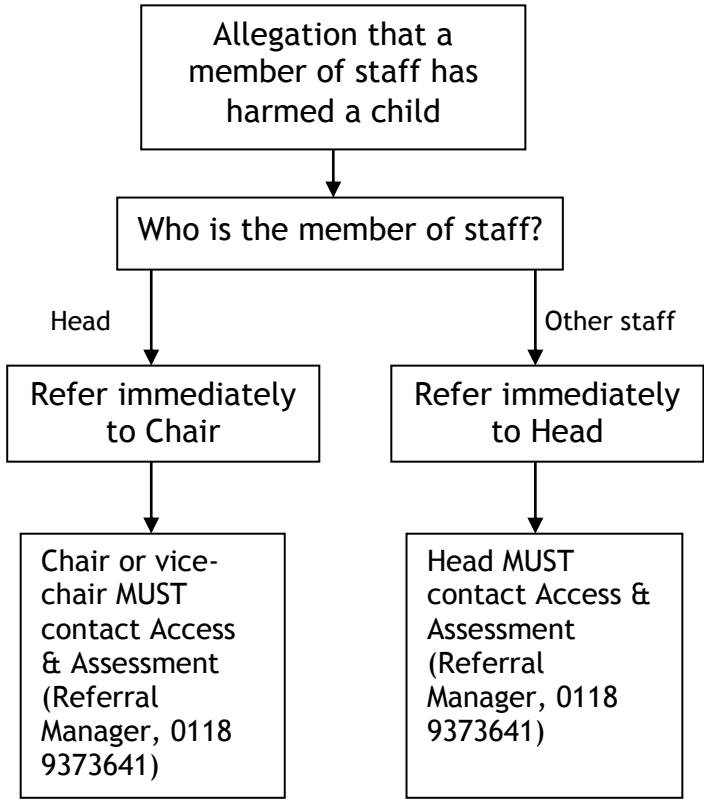 Allegation that a
member of staff has
harmed a child
Who is the member of staff?
Head
Other staff
Refer immediately
to Chair
Refer immediately
to Head
Chair or vice-
chair MUST
contact Access
& Assessment
(Referral
Manager, 0118
9373641)
Head MUST
contact Access &
Assessment
(Referral
Manager, 0118
9373641)